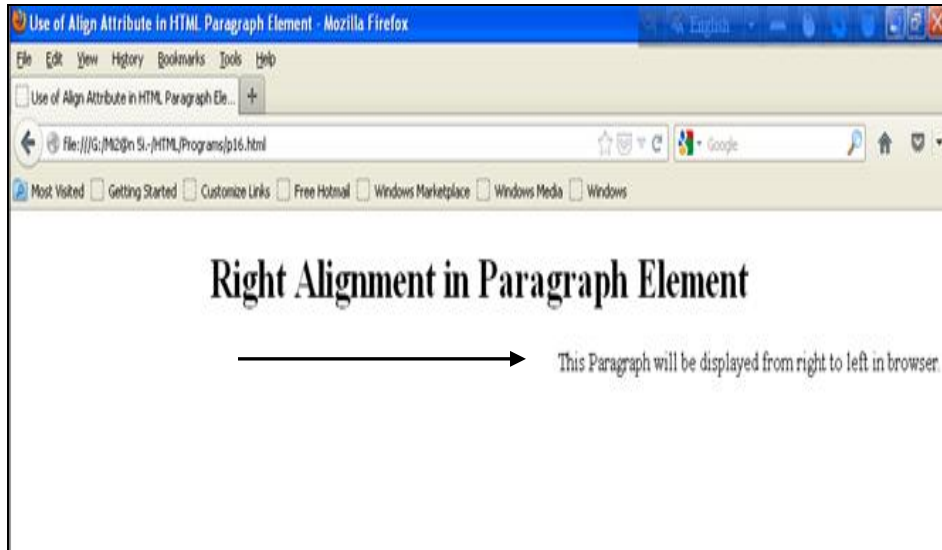 Use of Align Attribute in HTML Paragraph Element - Mozilla Firefox
English
File Edit View History Bookmarks Tools Help
Use of Align Attribute in HTML Paragraph Ele...
Google
Most Visited Getting Started Customize Links Free Hotmail Windows Marketplace Windows Media Windows
Right Alignment in Paragraph Element
This Paragraph will be displayed from right to left in browser.